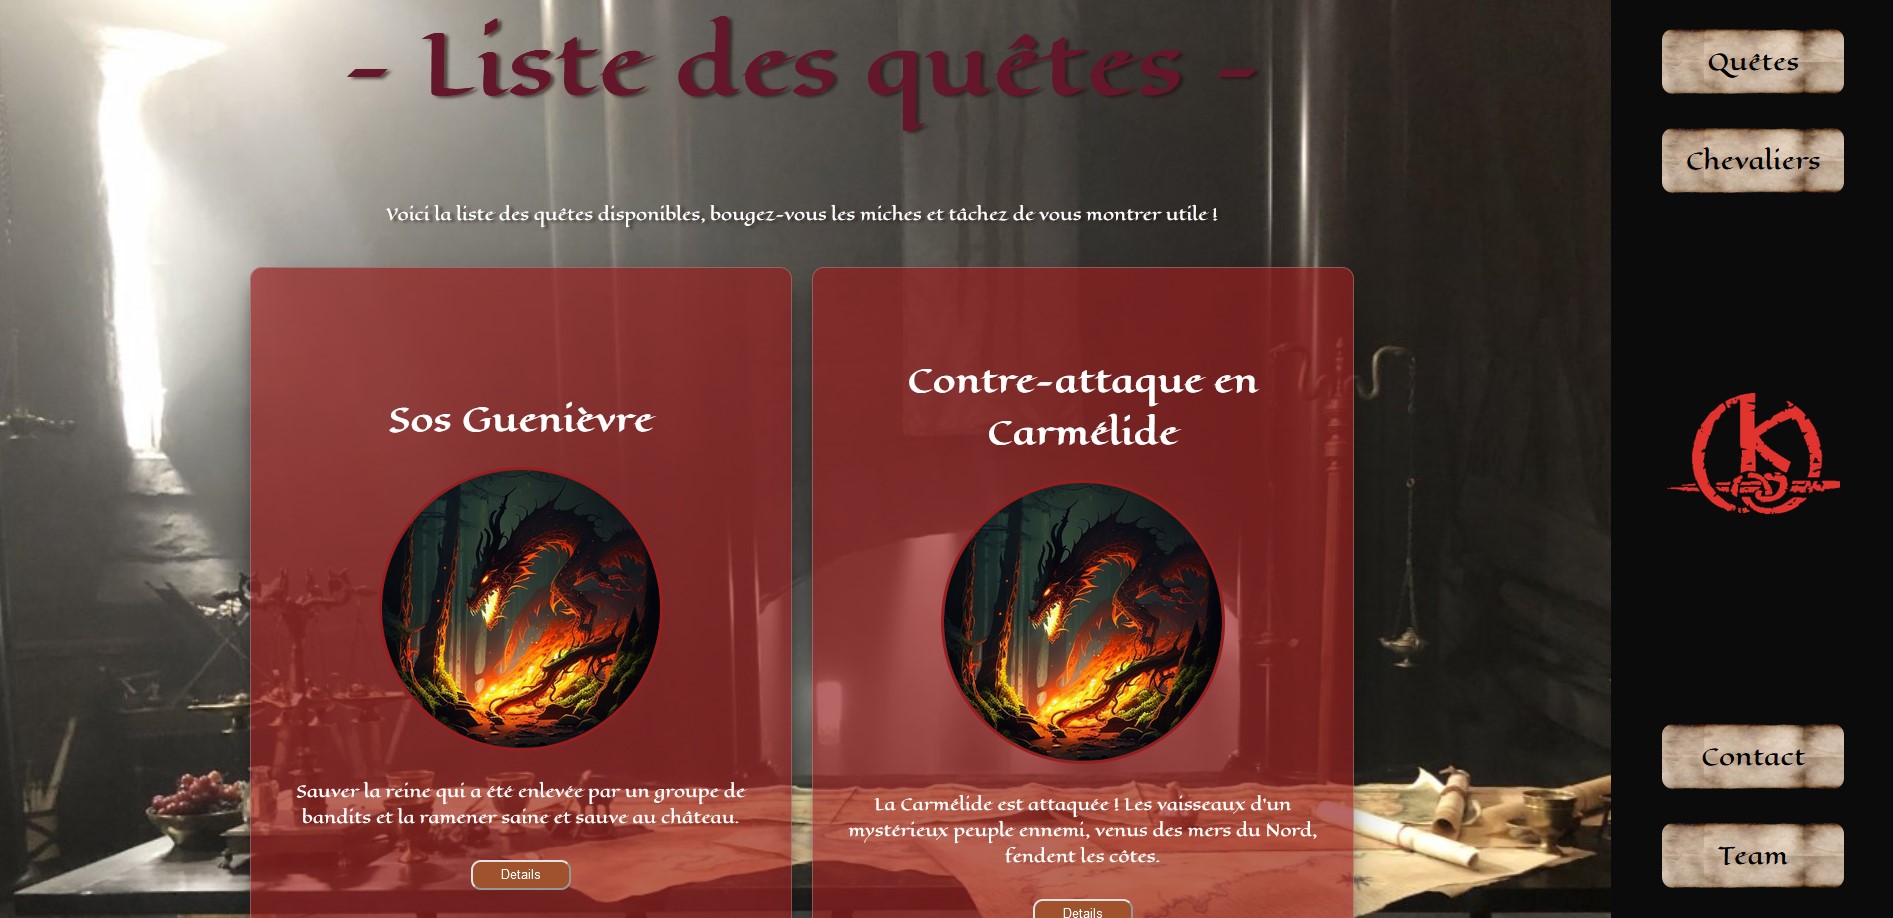 - Liste des quêtes -
Voici la liste des quêtes disponibles, bougez-vous les miches et tâchez de vous montrer utile !
Sos Guenièvre
Sauver la reine qui a été enlevée par un groupe de
bandits et la ramener saine et sauve au château.
Details
Contre-attaque en
Carmélide
La Carmélide est attaquée ! Les vaisseaux d'un
mystérieux peuple ennemi, venus des mers du Nord,
fendent les côtes.
Details
Quêtes
Chevaliers
K
Contact
Team